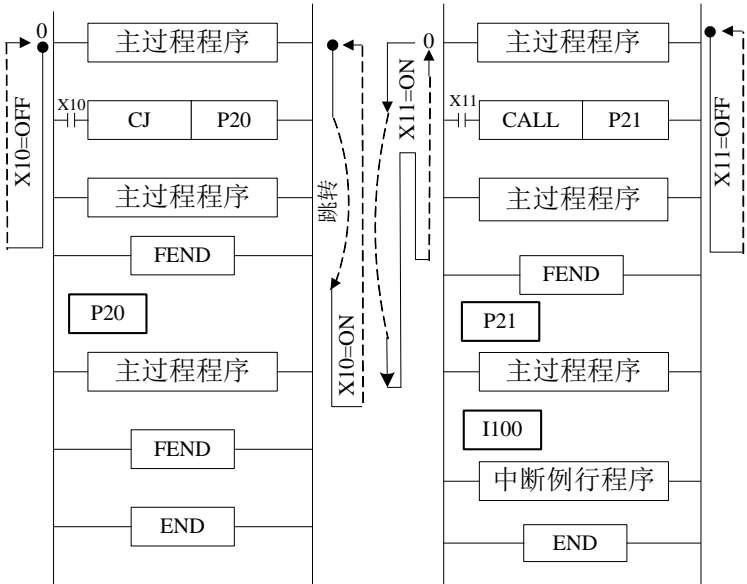 0
主过程程序
X10=OFF
X10
CJ
P20
主过程程序
FEND
P20
主过程程序
FEND
END
跳转
X10=ON
X11=ON
0
主过程程序
X11
CALL
P21
主过程程序
FEND
P21
主过程程序
I100
中断例行程序
END
X11=OFF